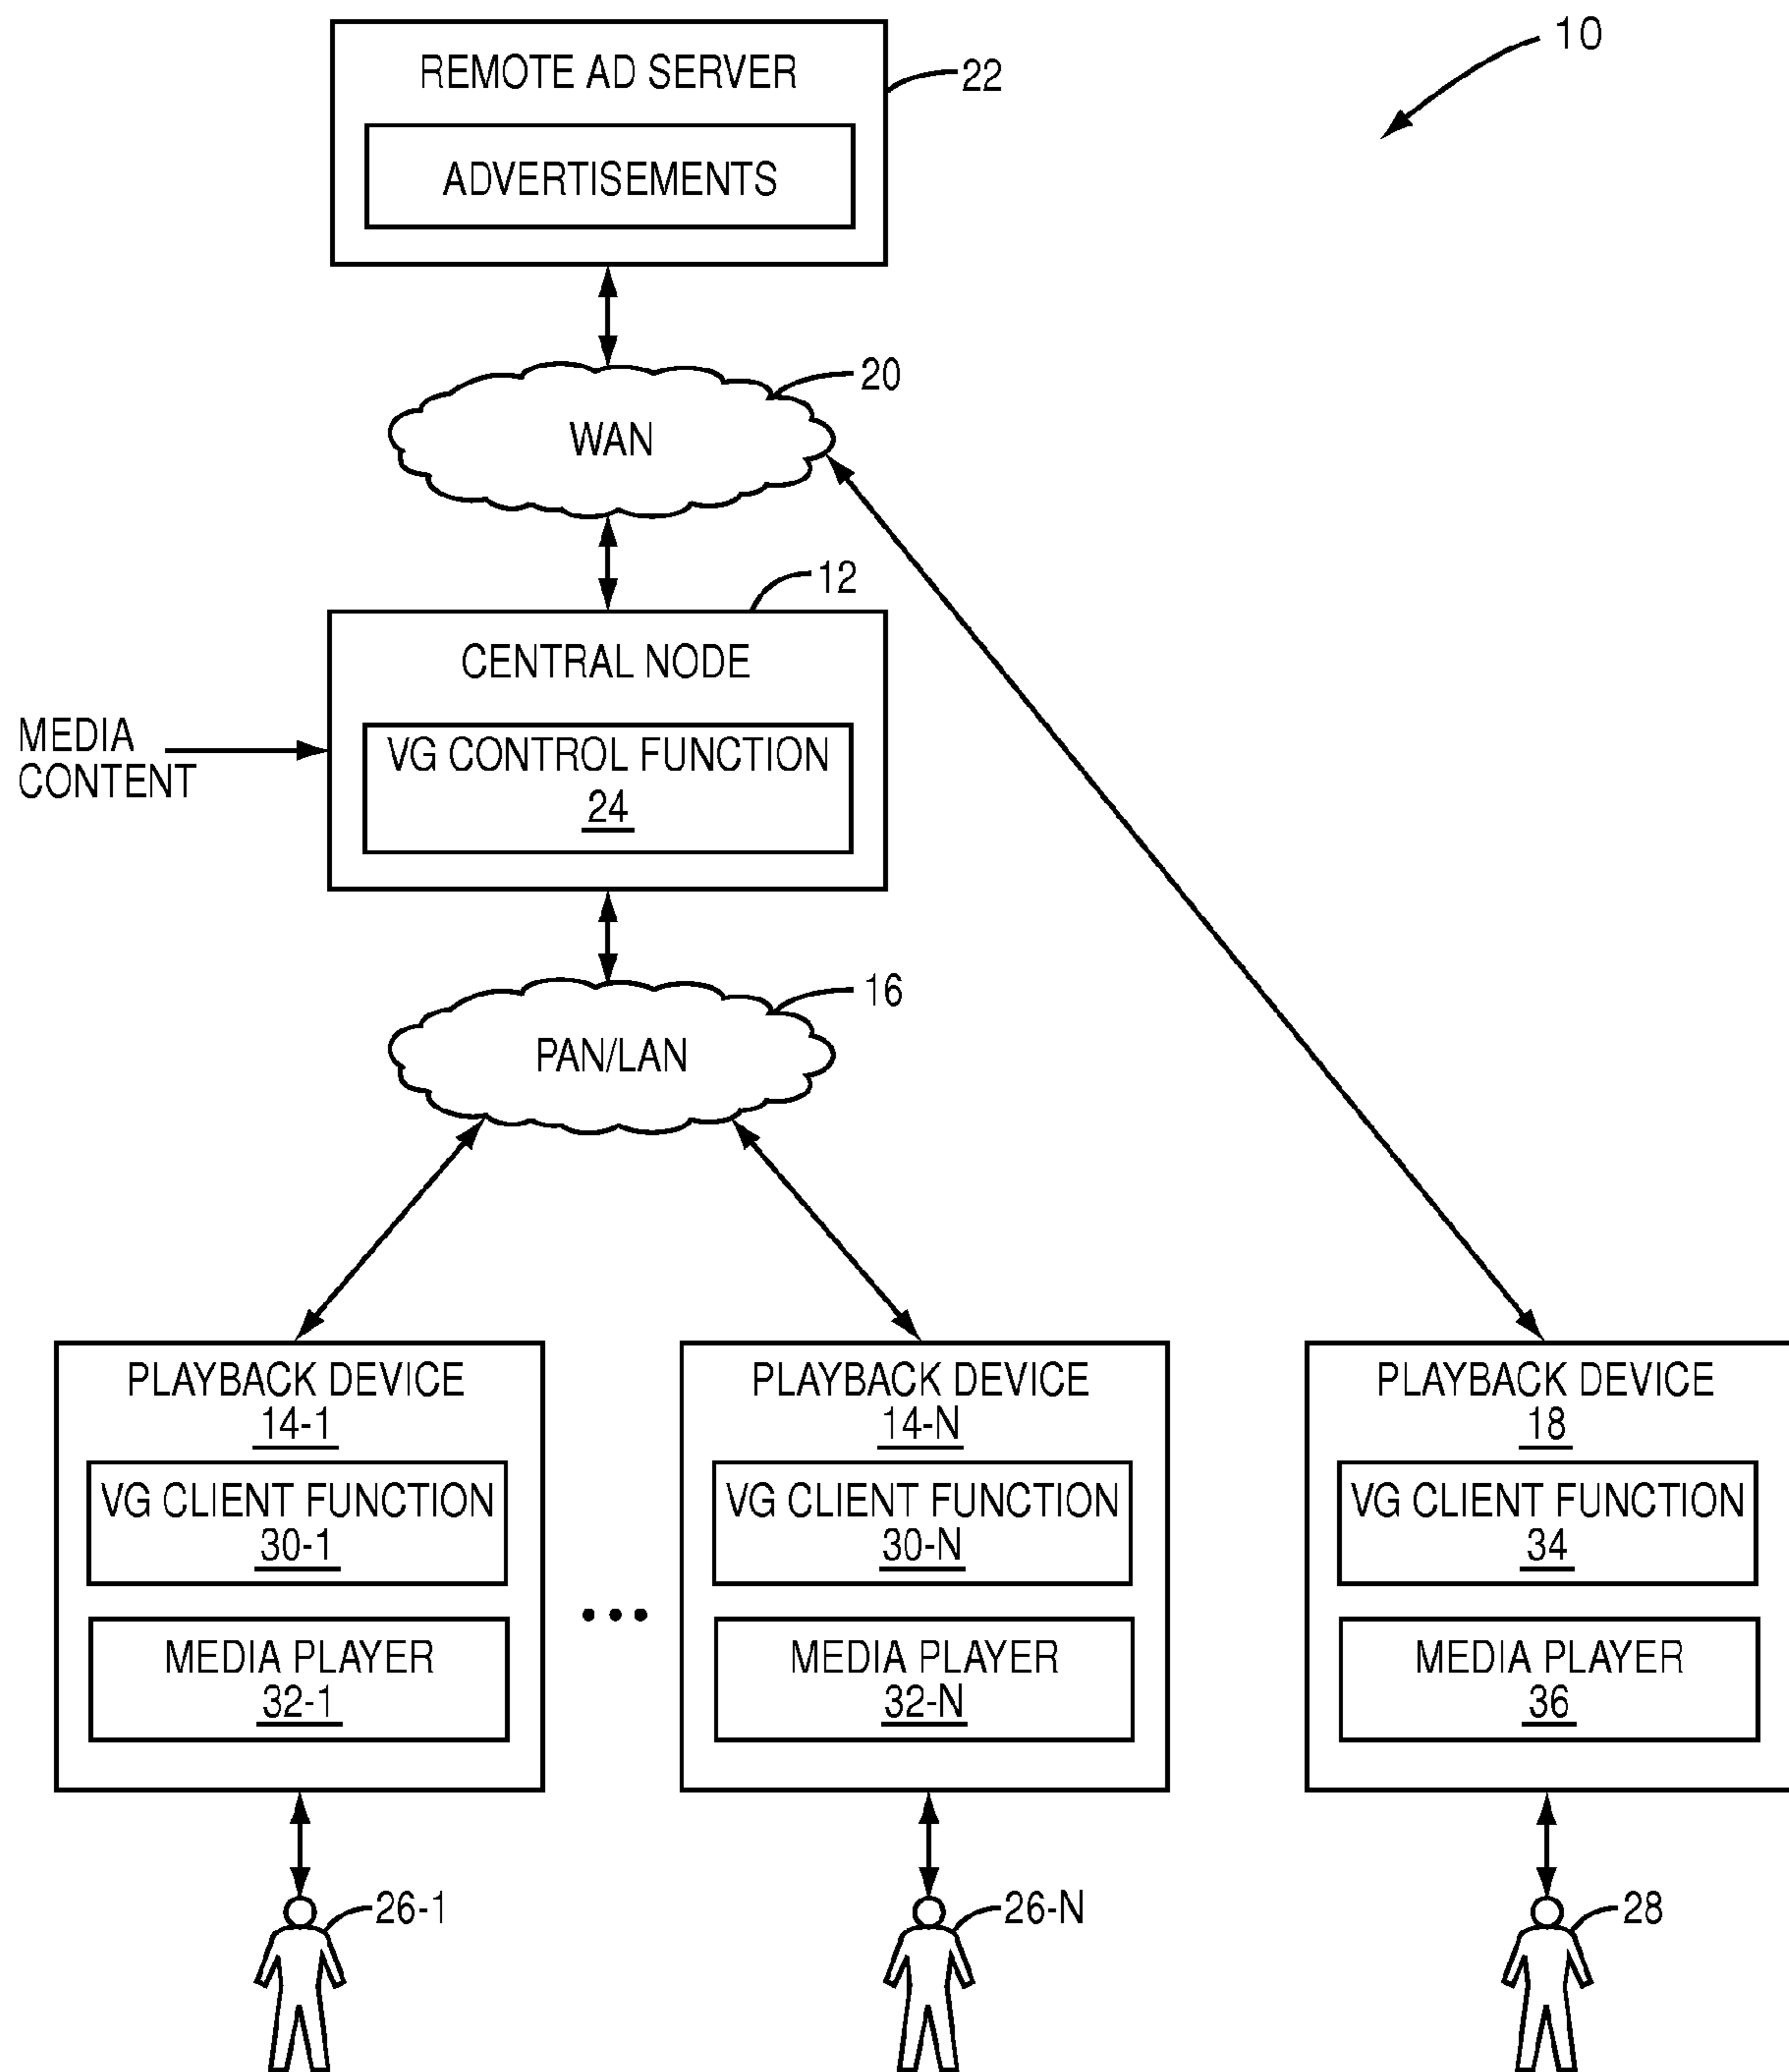 10
REMOTE AD SERVER
22
ADVERTISEMENTS
20
WAN
12
CENTRAL NODE
MEDIA
CONTENT
VG CONTROL FUNCTION
24
16
PAN/LAN
PLAYBACK DEVICE
14-1
VG CLIENT FUNCTION
30-1
MEDIA PLAYER
32-1
PLAYBACK DEVICE
14-N
VG CLIENT FUNCTION
30-N
MEDIA PLAYER
32-N
PLAYBACK DEVICE
18
VG CLIENT FUNCTION
34
MEDIA PLAYER
36
26-1
26-N
28